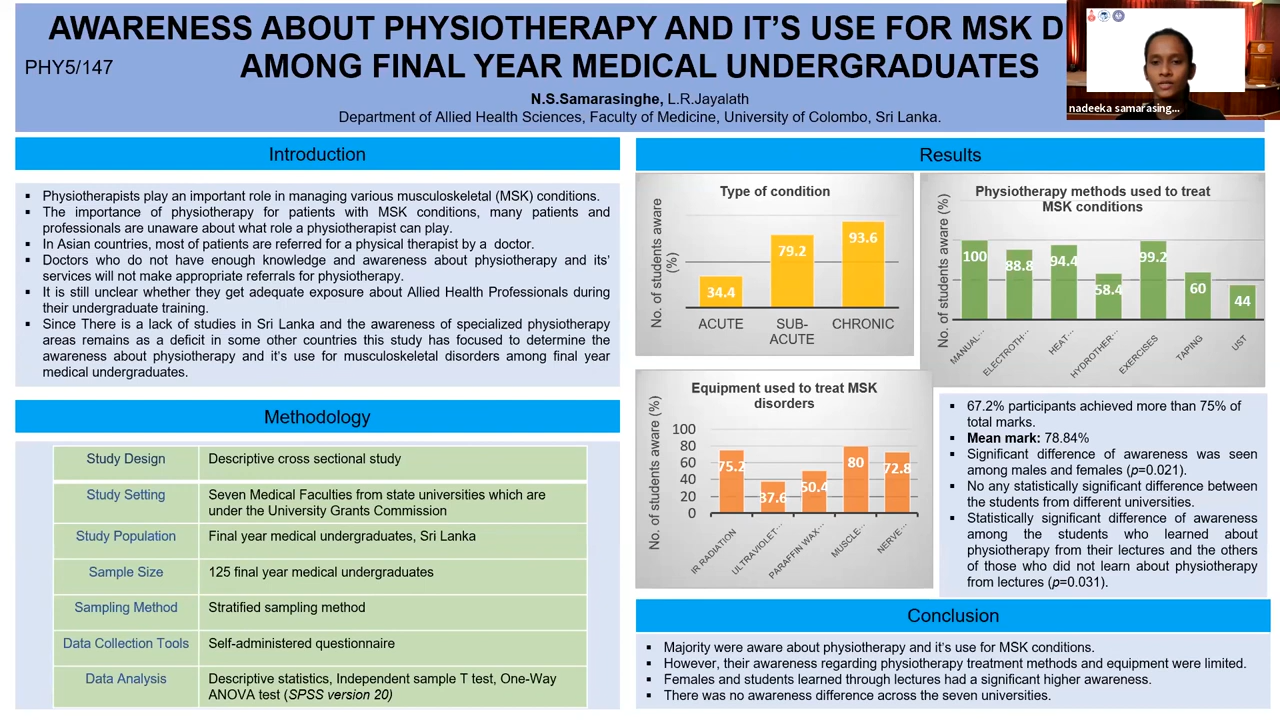 AWARENESS ABOUT PHYSIOTHERAPY AND IT’S USE FOR MSK D
AMONG FINAL YEAR MEDICAL UNDERGRADUATES
PHY5/147
N.S.Samarasinghe, L.R.Jayalath
Department of Allied Health Sciences, Faculty of Medicine, University of Colombo, Sri Lanka.
nadeeka samarasing...
Introduction
▪ Physiotherapists play an important role in managing various musculoskeletal (MSK) conditions.
▪ The importance of physiotherapy for patients with MSK conditions, many patients and
professionals are unaware about what role a physiotherapist can play.
▪ In Asian countries, most of patients are referred for a physical therapist by a doctor.
▪ Doctors who do not have enough knowledge and awareness about physiotherapy and its’
services will not make appropriate referrals for physiotherapy.
▪ It is still unclear whether they get adequate exposure about Allied Health Professionals during
their undergraduate training.
▪ Since There is a lack of studies in Sri Lanka and the awareness of specialized physiotherapy
areas remains as a deficit in some other countries this study has focused to determine the
awareness about physiotherapy and it’s use for musculoskeletal disorders among final year
medical undergraduates.
Methodology
Study Design Descriptive cross sectional study
Study Setting Seven Medical Faculties from state universities which are
under the University Grants Commission
Study Population Final year medical undergraduates, Sri Lanka
Sample Size 125 final year medical undergraduates
Sampling Method Stratified sampling method
Data Collection Tools Self-administered questionnaire
Data Analysis Descriptive statistics, Independent sample T test, One-Way
ANOVA test (SPSS version 20)
Results
Type of condition
No. of students aware
(%)
34.4 79.2 93.6
ACUTE SUB-
ACUTE CHRONIC
Physiotherapy methods used to treat
MSK conditions
No. of students aware (%)
100 88.8 94.4 58.4 99.2 60 44
MANUAL... ELECTROTH... HEAT... HYDROTHER... EXERCISES TAPING UST
Equipment used to treat MSK
disorders
No. of students aware (%)
100
80
60
40
20
0
75.2 37.6 50.4 80 72.8
IR RADIATION ULTRAVIOLET... PARAFFIN WAX... MUSCLE... NERVE...
▪ 67.2% participants achieved more than 75% of
total marks.
▪ Mean mark: 78.84%
▪ Significant difference of awareness was seen
among males and females (p=0.021).
▪ No any statistically significant difference between
the students from different universities.
▪ Statistically significant difference of awareness
among the students who learned about
physiotherapy from their lectures and the others
of those who did not learn about physiotherapy
from lectures (p=0.031).
Conclusion
▪ Majority were aware about physiotherapy and it’s use for MSK conditions.
▪ However, their awareness regarding physiotherapy treatment methods and equipment were limited.
▪ Females and students learned through lectures had a significant higher awareness.
▪ There was no awareness difference across the seven universities.